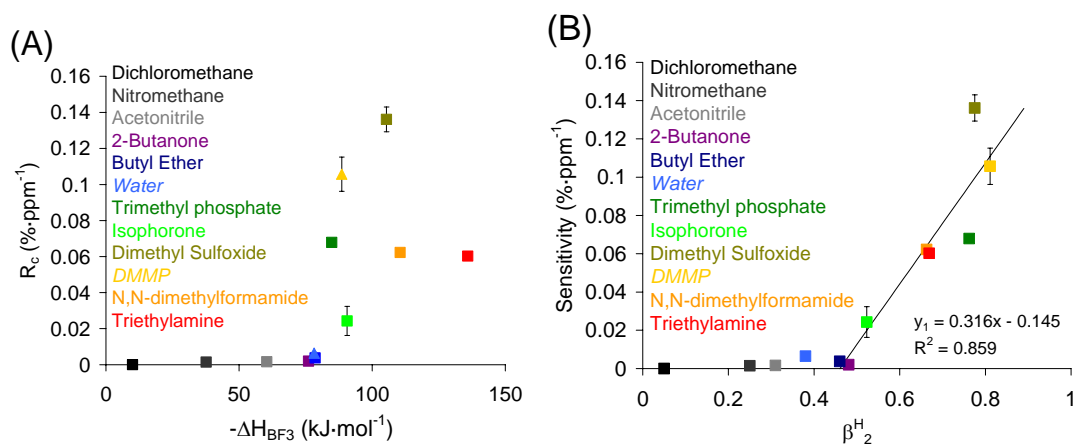 (A)
R_c (%·ppm⁻¹)
0.16
0.14
0.12
0.1
0.08
0.06
0.04
0.02
0
Dichloromethane
Nitromethane
Acetonitrile
2-Butanone
Butyl Ether
Water
Trimethyl phosphate
Isophorone
Dimethyl Sulfoxide
DMMP
N,N-dimethylformamide
Triethylamine
0 50 100 150
-ΔH_BF3 (kJ·mol⁻¹)
(B)
Sensitivity (%·ppm⁻¹)
0.16
0.14
0.12
0.1
0.08
0.06
0.04
0.02
0
Dichloromethane
Nitromethane
Acetonitrile
2-Butanone
Butyl Ether
Water
Trimethyl phosphate
Isophorone
Dimethyl Sulfoxide
DMMP
N,N-dimethylformamide
Triethylamine
y₁ = 0.316x - 0.145
R² = 0.859
0 0.2 0.4 0.6 0.8 1
β^H_2